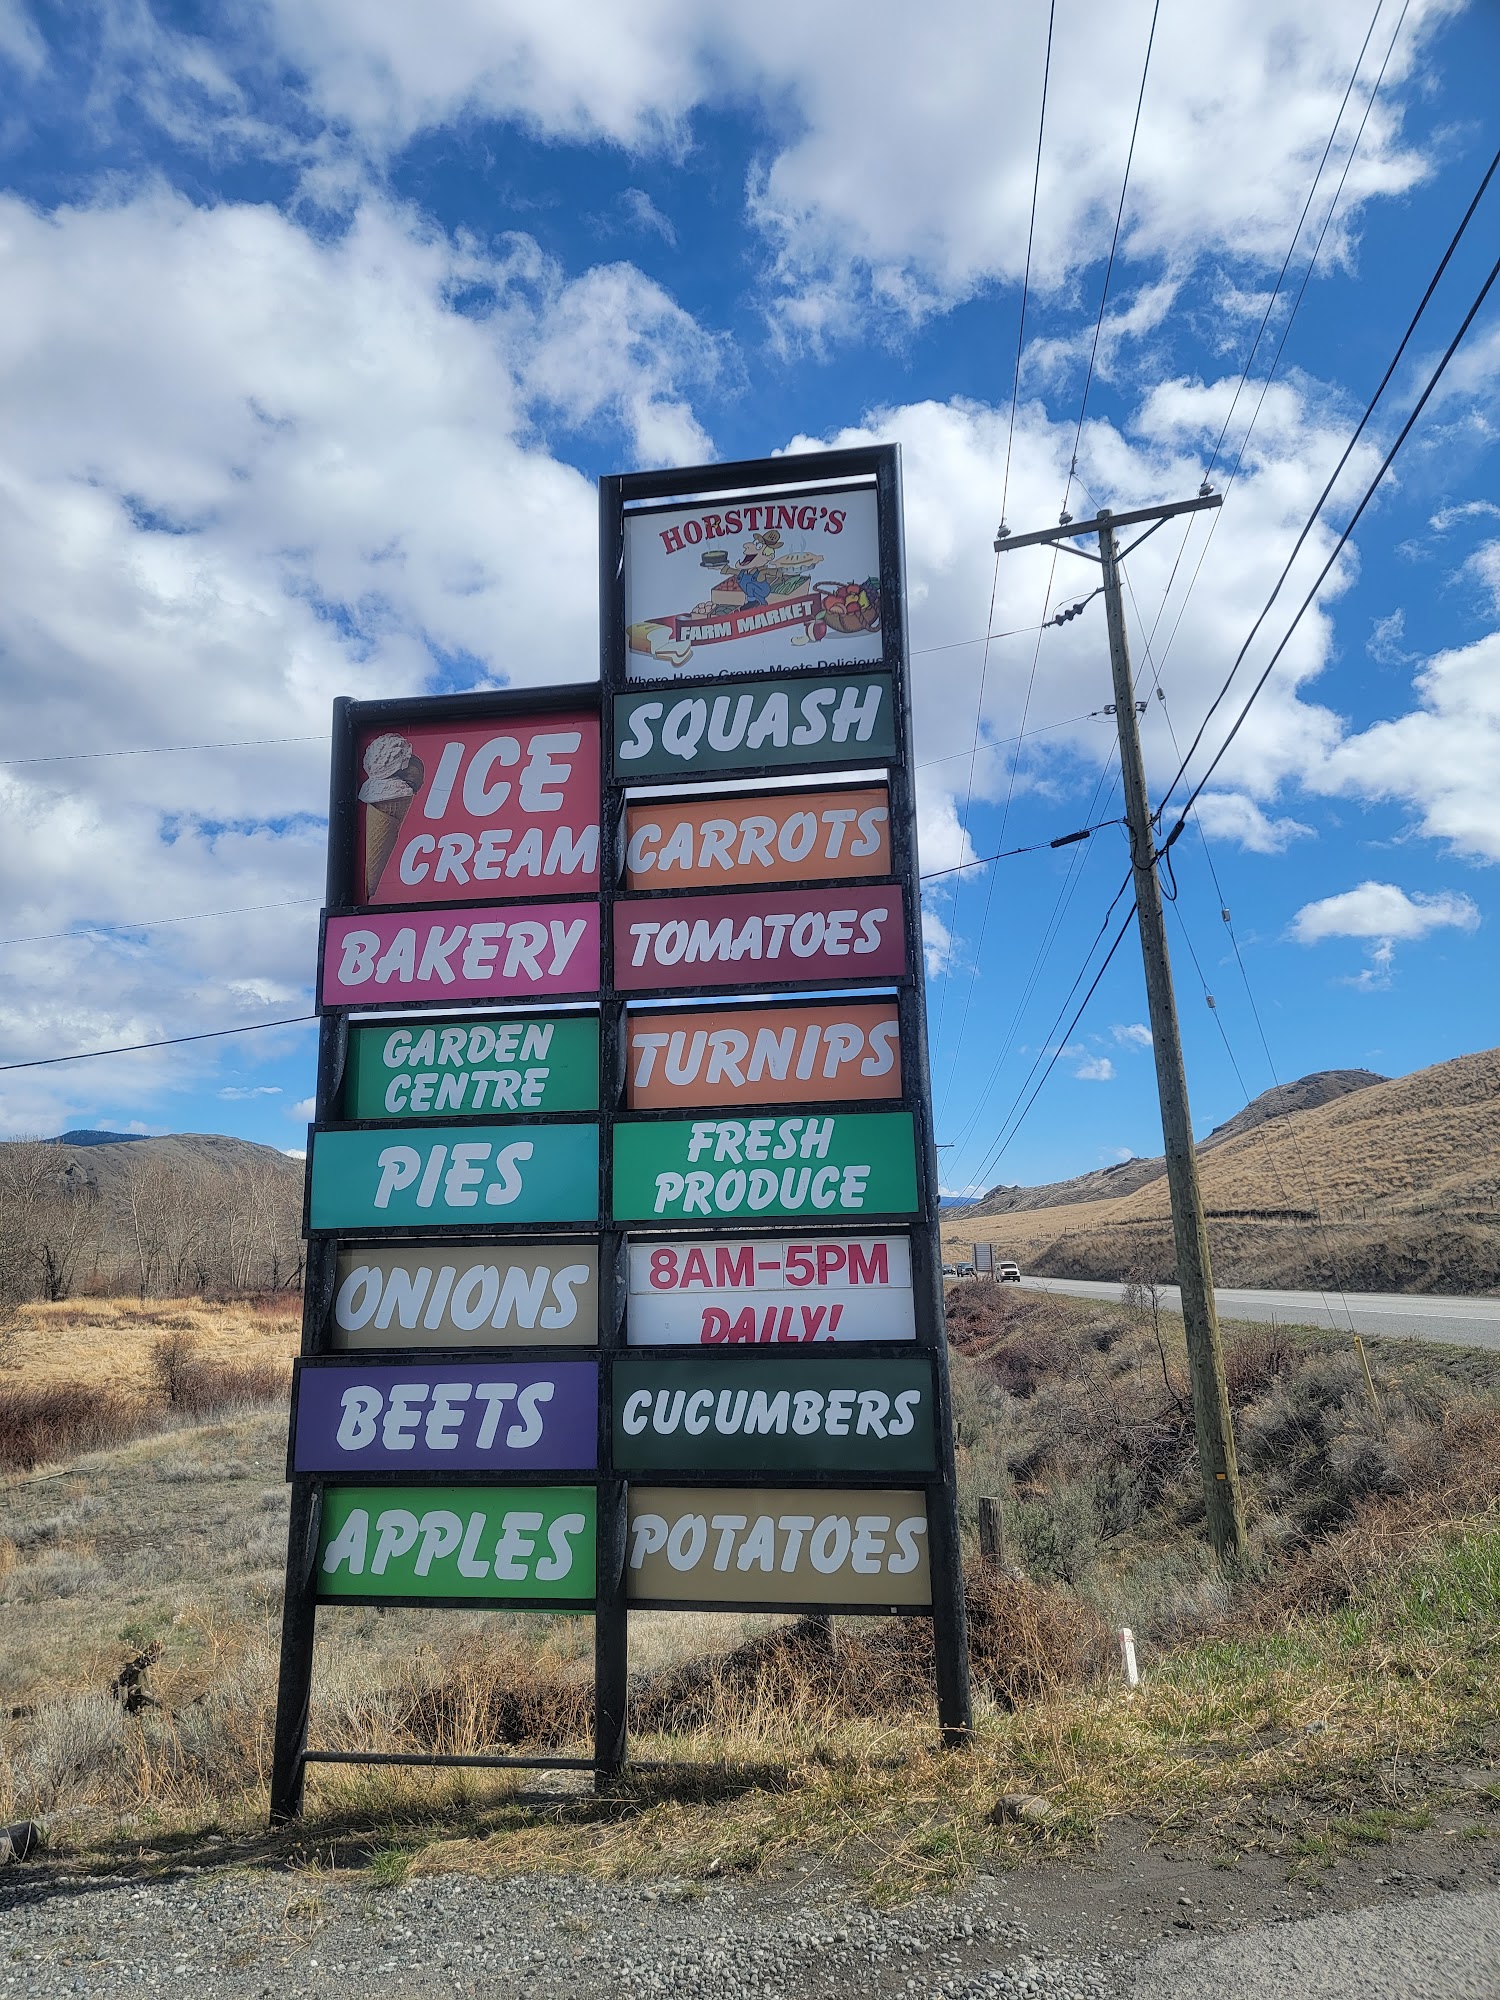 HORSTING'S
FARM MARKET
Where Home Grown Meets Delicious
SQUASH
CARROTS
TOMATOES
TURNIPS
FRESH
PRODUCE
8AM-5PM
DAILY!
CUCUMBERS
POTATOES
ICE
CREAM
BAKERY
GARDEN
CENTRE
PIES
ONIONS
BEETS
APPLES